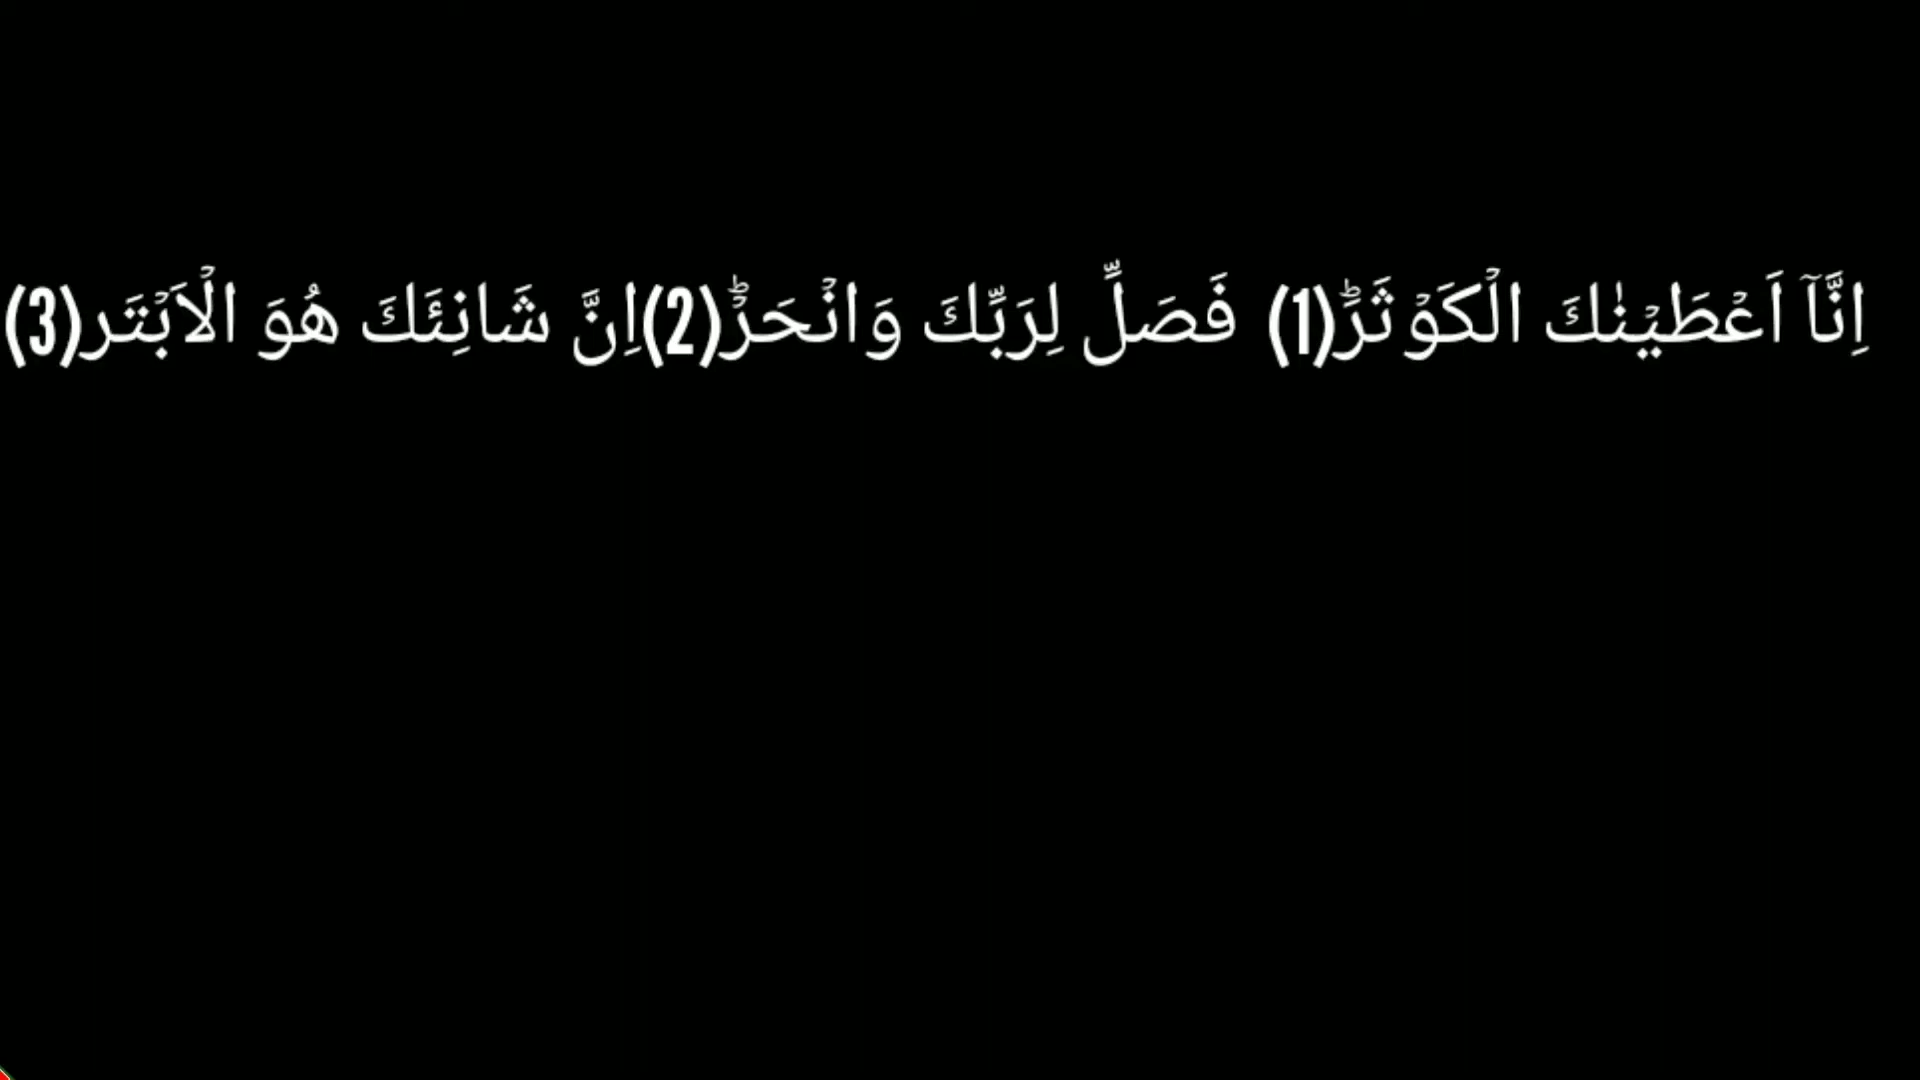 اِنَّاۤ اَعۡطَيۡنٰكَ الۡكَوۡثَرَؕ(1) فَصَلِّ لِرَبِّكَ وَانۡحَرۡؕ(2)اِنَّ شَانِئَكَ هُوَ الۡاَبۡتَر(3)